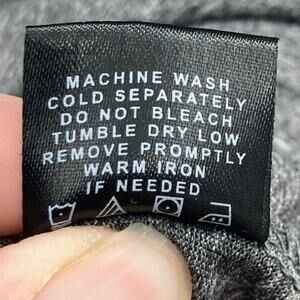 MACHINE WASH
COLD SEPARATELY
DO NOT BLEACH
TUMBLE DRY LOW
REMOVE PROMPTLY
WARM IRON
IF NEEDED